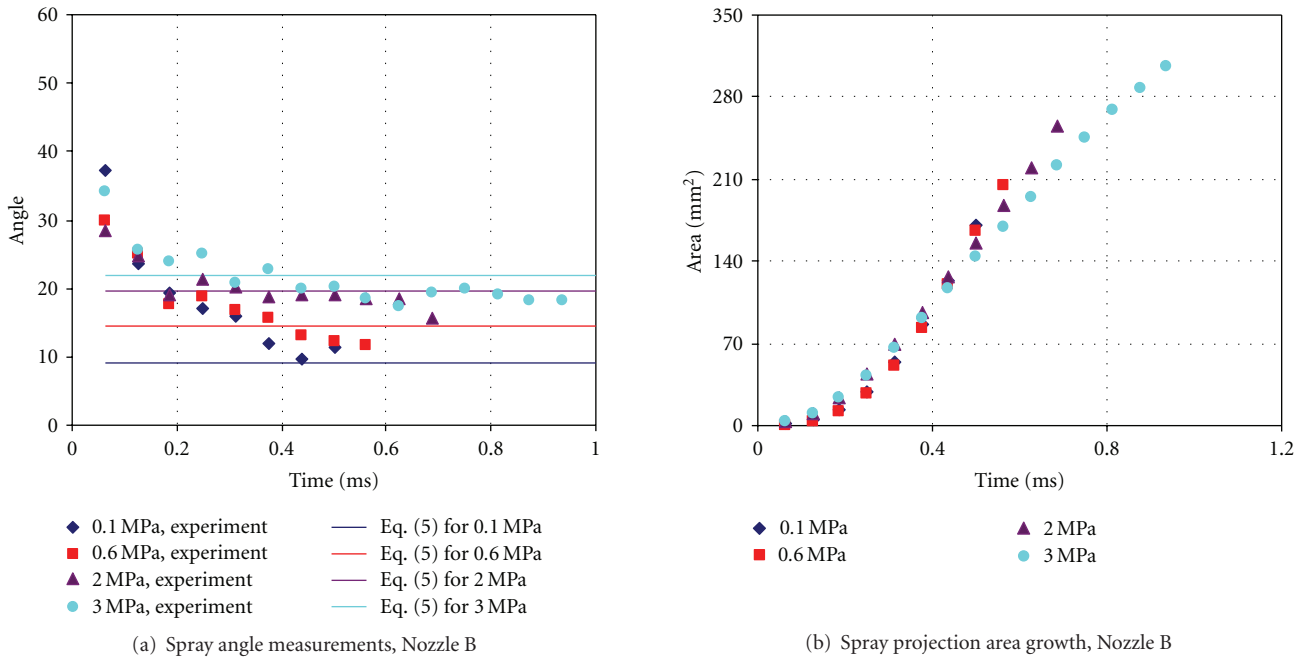 60
50
40
30
20
10
0
Angle
0
0.2
0.4
0.6
0.8
1
Time (ms)
0.1 MPa, experiment
0.6 MPa, experiment
2 MPa, experiment
3 MPa, experiment
Eq. (5) for 0.1 MPa
Eq. (5) for 0.6 MPa
Eq. (5) for 2 MPa
Eq. (5) for 3 MPa
(a) Spray angle measurements, Nozzle B
350
280
210
140
70
0
Area (mm²)
0
0.4
0.8
1.2
Time (ms)
0.1 MPa
0.6 MPa
2 MPa
3 MPa
(b) Spray projection area growth, Nozzle B